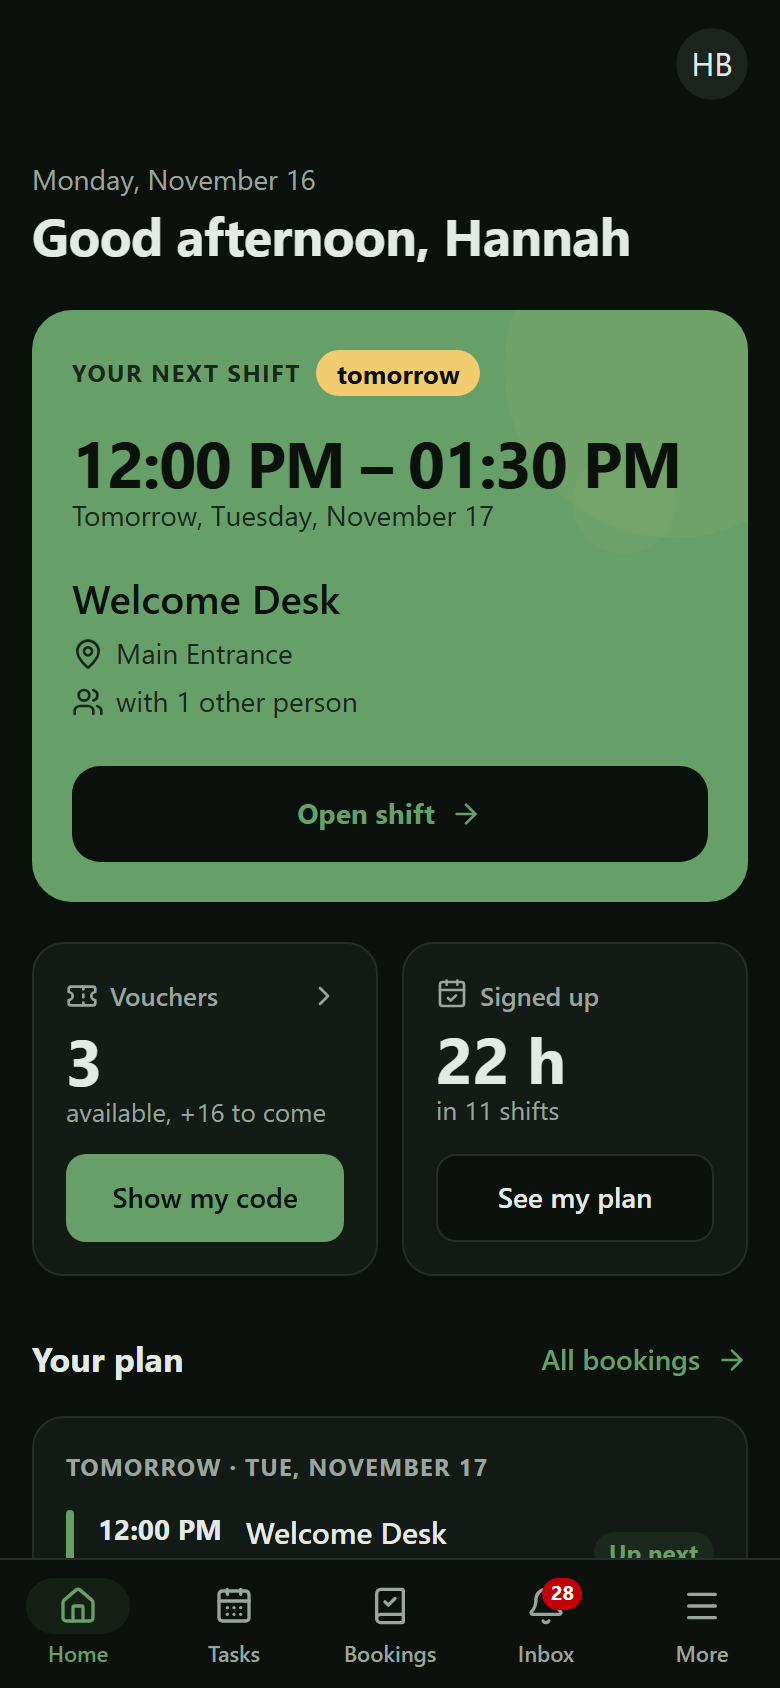 HB
Monday, November 16
Good afternoon, Hannah
YOUR NEXT SHIFT tomorrow
12:00 PM – 01:30 PM
Tomorrow, Tuesday, November 17
Welcome Desk
Main Entrance
with 1 other person
Open shift
Vouchers
3
available, +16 to come
Show my code
Signed up
22 h
in 11 shifts
See my plan
Your plan
All bookings
TOMORROW · TUE, NOVEMBER 17
12:00 PM Welcome Desk
Up next
28
Home Tasks Bookings Inbox More